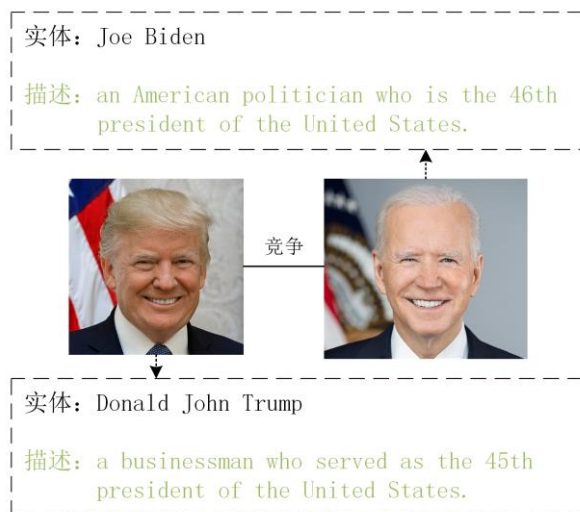 实体：Joe Biden
描述：an American politician who is the 46th
president of the United States.
竞争
实体：Donald John Trump
描述：a businessman who served as the 45th
president of the United States.